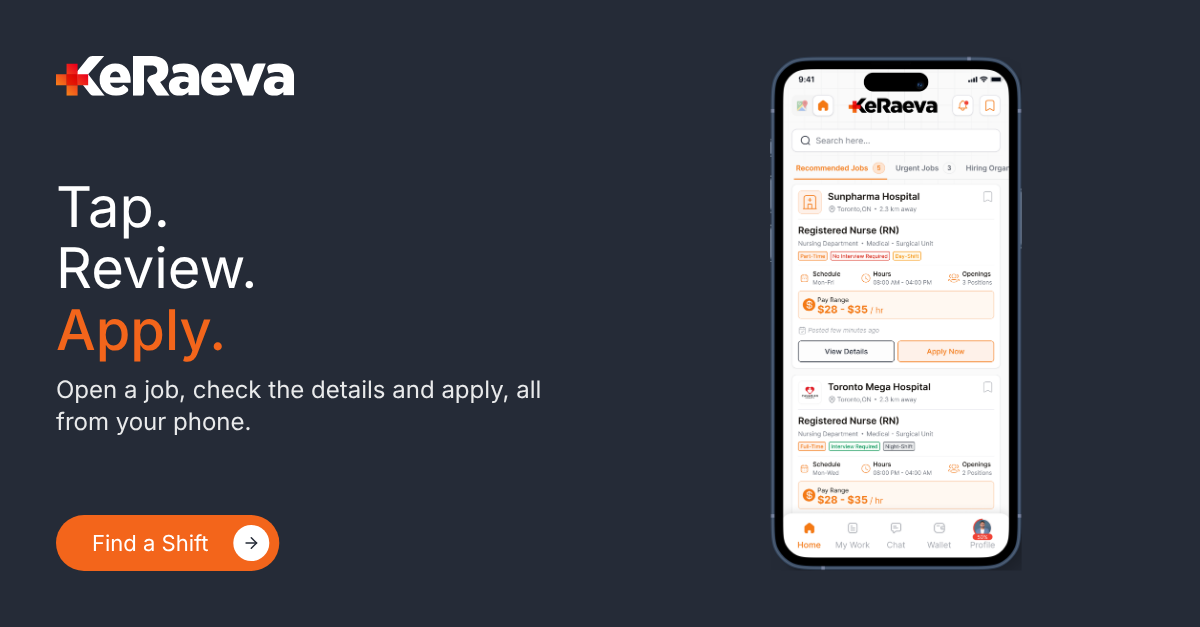 KeRaeva
Tap.
Review.
Apply.
Open a job, check the details and apply, all
from your phone.
Find a Shift
9:41
KeRaeva
Search here...
Recommended Jobs 5 Urgent Jobs 3 Hiring Organ
Sunpharma Hospital
Toronto,ON • 2.3 km away
Registered Nurse (RN)
Nursing Department • Medical - Surgical Unit
Part-Time No Interview Required Day-Shift
Schedule Hours Openings
Mon-Fri 08:00 AM - 04:00 PM 3 Positions
Pay Range
$28 - $35 / hr
Posted few minutes ago
View Details Apply Now
Toronto Mega Hospital
Toronto,ON • 2.3 km away
Registered Nurse (RN)
Nursing Department • Medical - Surgical Unit
Full-Time Interview Required Night-Shift
Schedule Hours Openings
Mon-Wed 08:00 PM - 04:00 AM 2 Positions
Pay Range
$28 - $35 / hr
Home My Work Chat Wallet Profile